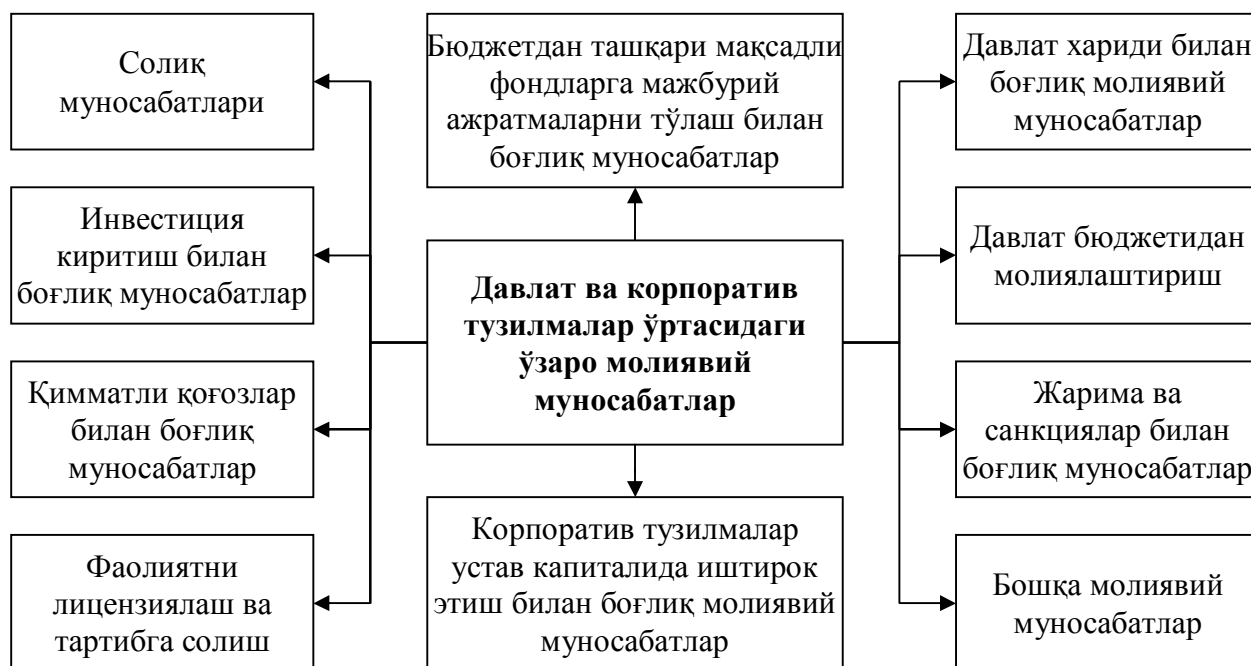 Солиқ
муносабатлари
Инвестиция
киритиш билан
боғлиқ муносабатлар
Қимматли қоғозлар
билан боғлиқ
муносабатлар
Фаолиятни
лицензиялаш ва
тартибга солиш
Бюджетдан ташқари мақсадли
фондларга мажбурий
ажратмаларни тўлаш билан
боғлиқ муносабатлар
Давлат ва корпоратив
тузилмалар ўртасидаги
ўзаро молиявий
муносабатлар
Корпоратив тузилмалар
устав капиталида иштирок
этиш билан боғлиқ молиявий
муносабатлар
Давлат хариди билан
боғлиқ молиявий
муносабатлар
Давлат бюджетидан
молиялаштириш
Жарима ва
санкциялар билан
боғлиқ муносабатлар
Бошқа молиявий
муносабатлар